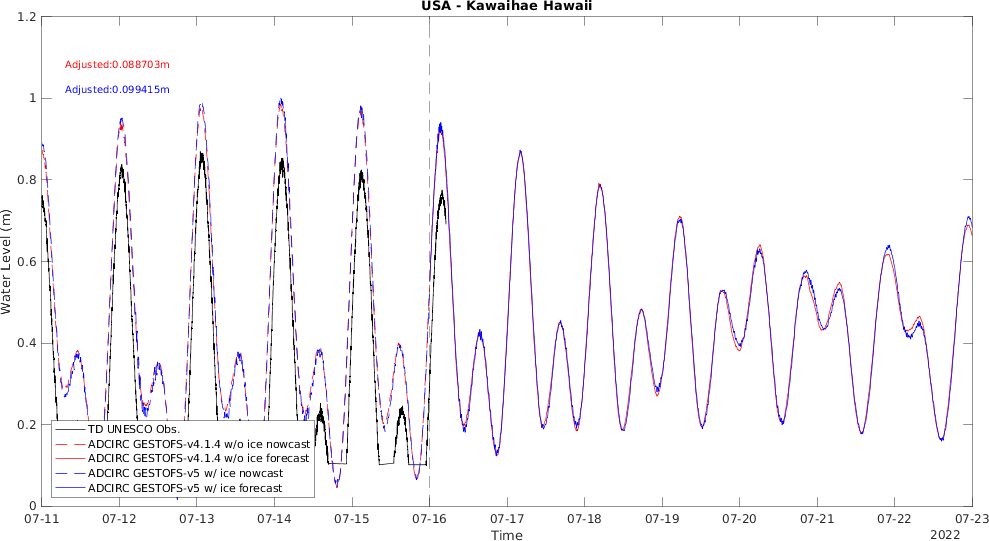 USA - Kawaihae Hawaii
1.2
Adjusted:0.088703m
Adjusted:0.099415m
1
0.8
0.6
0.4
0.2
0
Water Level (m)
TD UNESCO Obs.
ADCIRC GESTOFS-v4.1.4 w/o ice nowcast
ADCIRC GESTOFS-v4.1.4 w/o ice forecast
ADCIRC GESTOFS-v5 w/ ice nowcast
ADCIRC GESTOFS-v5 w/ ice forecast
07-11 07-12 07-13 07-14 07-15 07-16 07-17 07-18 07-19 07-20 07-21 07-22 07-23
Time
2022